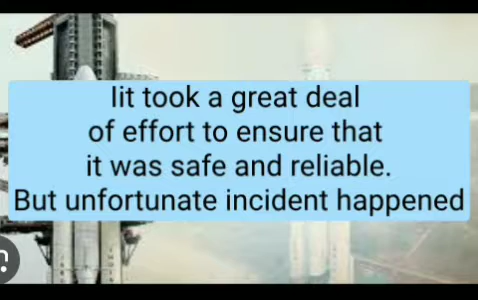 Iit took a great deal
of effort to ensure that
it was safe and reliable.
But unfortunate incident happened